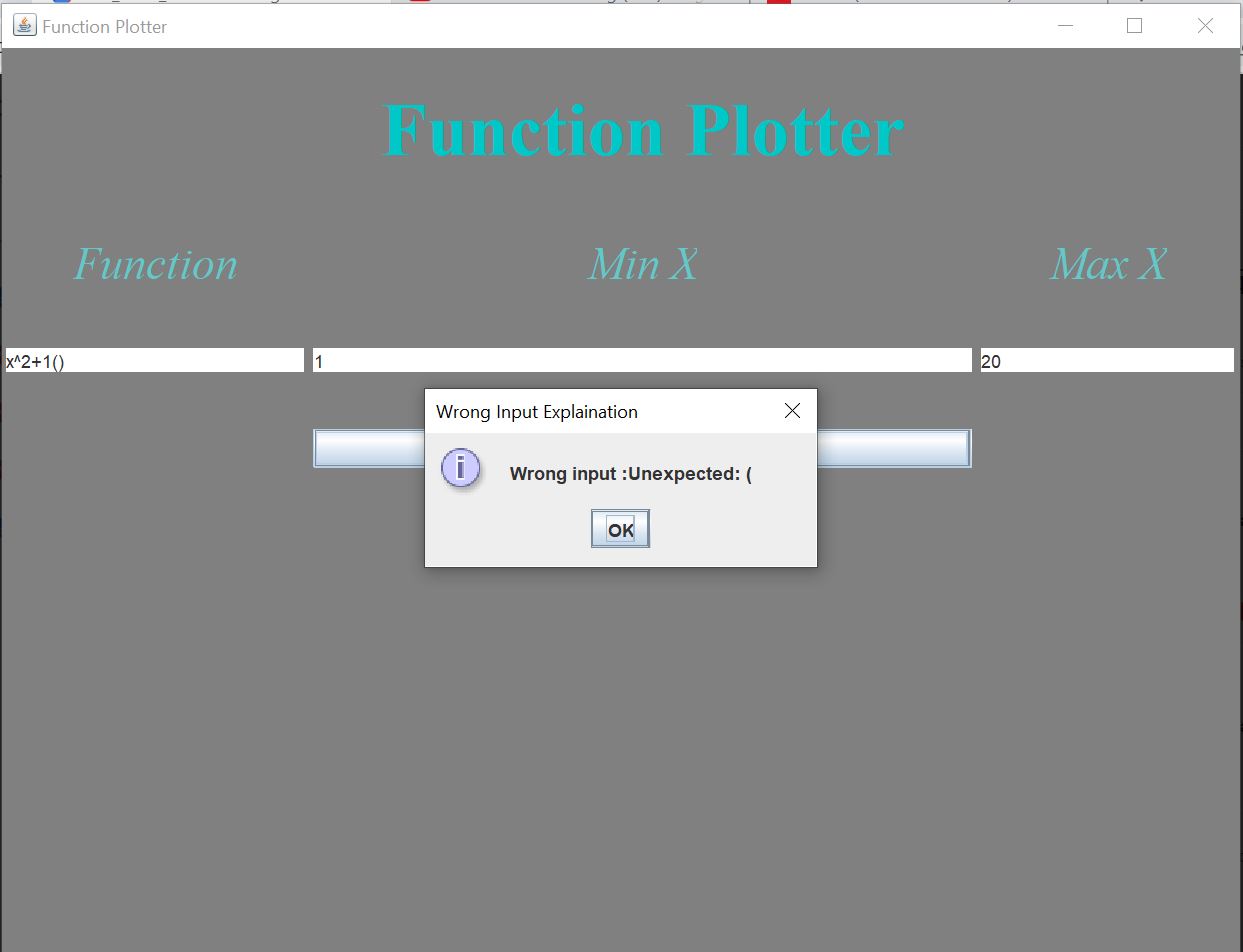 Function Plotter
Function Plotter
Function Min X Max X
x^2+1() 1 20
Wrong Input Explaination
Wrong input :Unexpected: (
OK